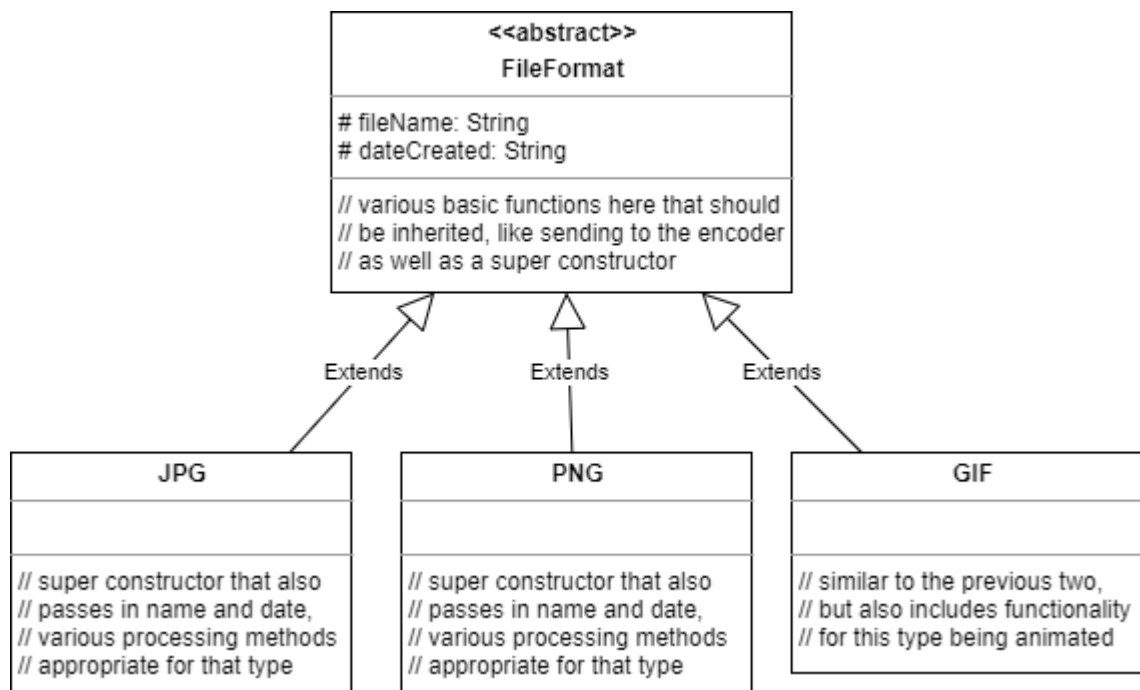 <<abstract>>
FileFormat
# fileName: String
# dateCreated: String
// various basic functions here that should
// be inherited, like sending to the encoder
// as well as a super constructor
Extends
Extends
Extends
JPG
// super constructor that also
// passes in name and date,
// various processing methods
// appropriate for that type
PNG
// super constructor that also
// passes in name and date,
// various processing methods
// appropriate for that type
GIF
// similar to the previous two,
// but also includes functionality
// for this type being animated